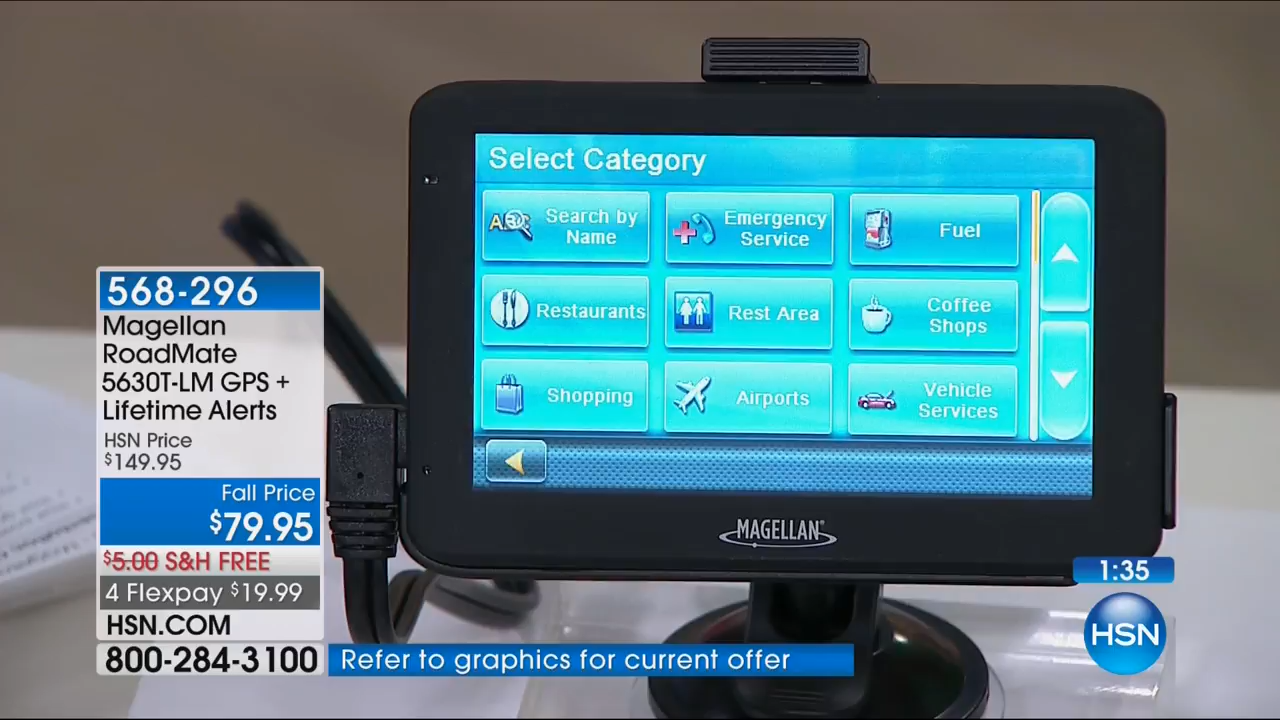 568-296
Magellan
RoadMate
5630T-LM GPS +
Lifetime Alerts
HSN Price
$149.95
Fall Price
$79.95
$5.00 S&H FREE
4 Flexpay $19.99
HSN.COM
800-284-3100
Refer to graphics for current offer
Select Category
ABC
Search by
Name
Emergency
Service
Fuel
Restaurants
Rest Area
Coffee
Shops
Shopping
Airports
Vehicle
Services
MAGELLAN®
1:35
HSN